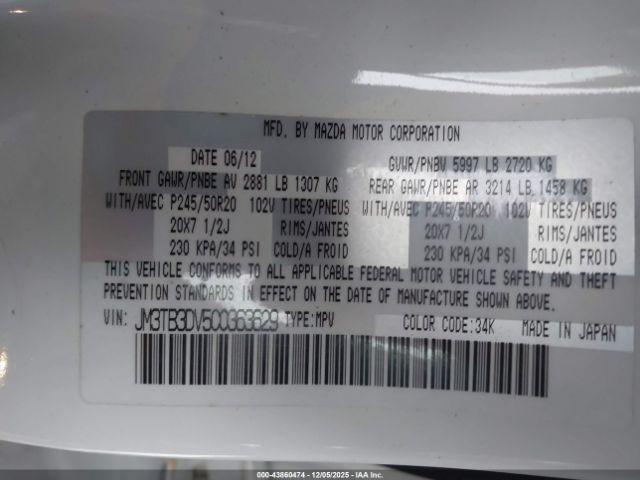 MFD. BY MAZDA MOTOR CORPORATION
DATE 06/12 GVWR/PNBV 5997 LB 2720 KG
FRONT GAWR/PNBE AV 2881 LB 1307 KG REAR GAWR/PNBE AR 3214 LB 1458 KG
WITH/AVEC P245/50R20 102V TIRES/PNEUS WITH/AVEC P245/50R20 102V TIRES/PNEUS
20X7 1/2J RIMS/JANTES 20X7 1/2J RIMS/JANTES
230 KPA/34 PSI COLD/A FROID 230 KPA/34 PSI COLD/A FROID
THIS VEHICLE CONFORMS TO ALL APPLICABLE FEDERAL MOTOR VEHICLE SAFETY AND THEFT
PREVENTION STANDARDS IN EFFECT ON THE DATE OF MANUFACTURE SHOWN ABOVE.
VIN: JM3TB3DV5C0363629 TYPE:MPV COLOR CODE:34K MADE IN JAPAN
000-43860474 - 12/05/2025 - IAA Inc.